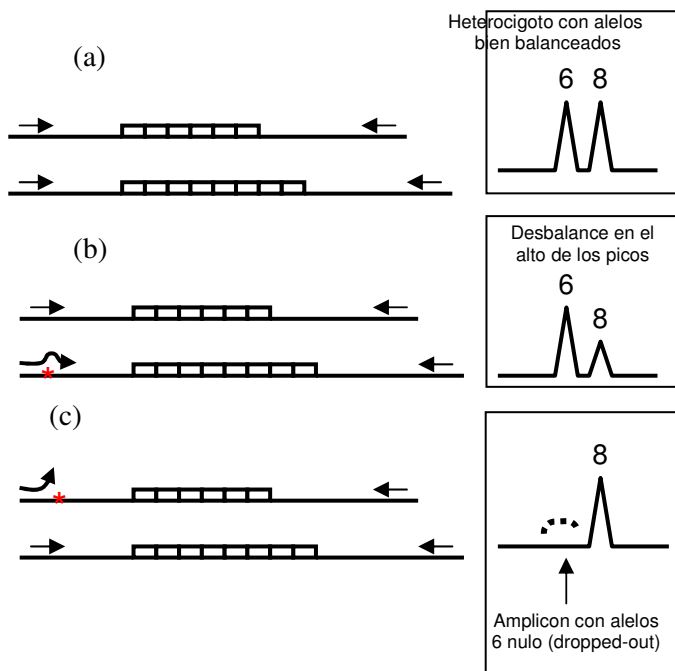 (a)
Heterocigoto con alelos
bien balanceados
6 8
(b)
Desbalance en el
alto de los picos
6
8
*
(c)
8
*
Amplicon con alelos
6 nulo (dropped-out)